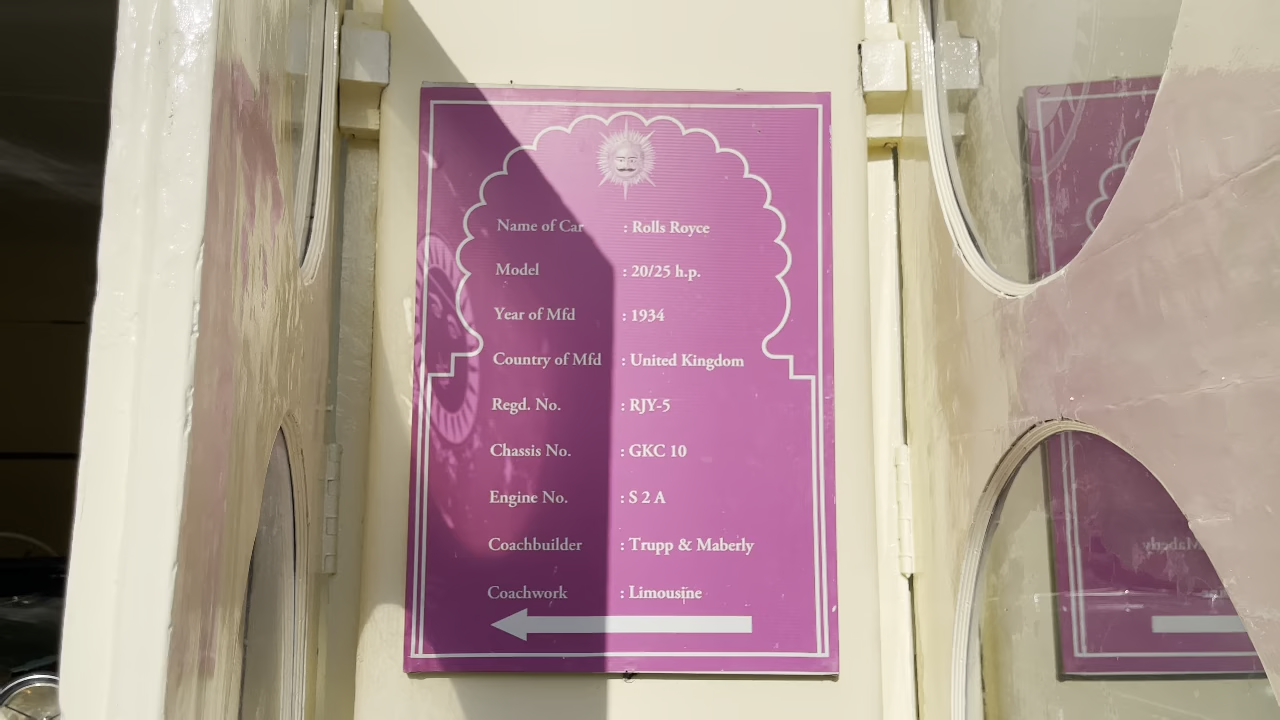 Name of Car : Rolls Royce
Model : 20/25 h.p.
Year of Mfd : 1934
Country of Mfd : United Kingdom
Regd. No. : RJY-5
Chassis No. : GKC 10
Engine No. : S 2 A
Coachbuilder : Trupp & Maberly
Coachwork : Limousine
Maberly